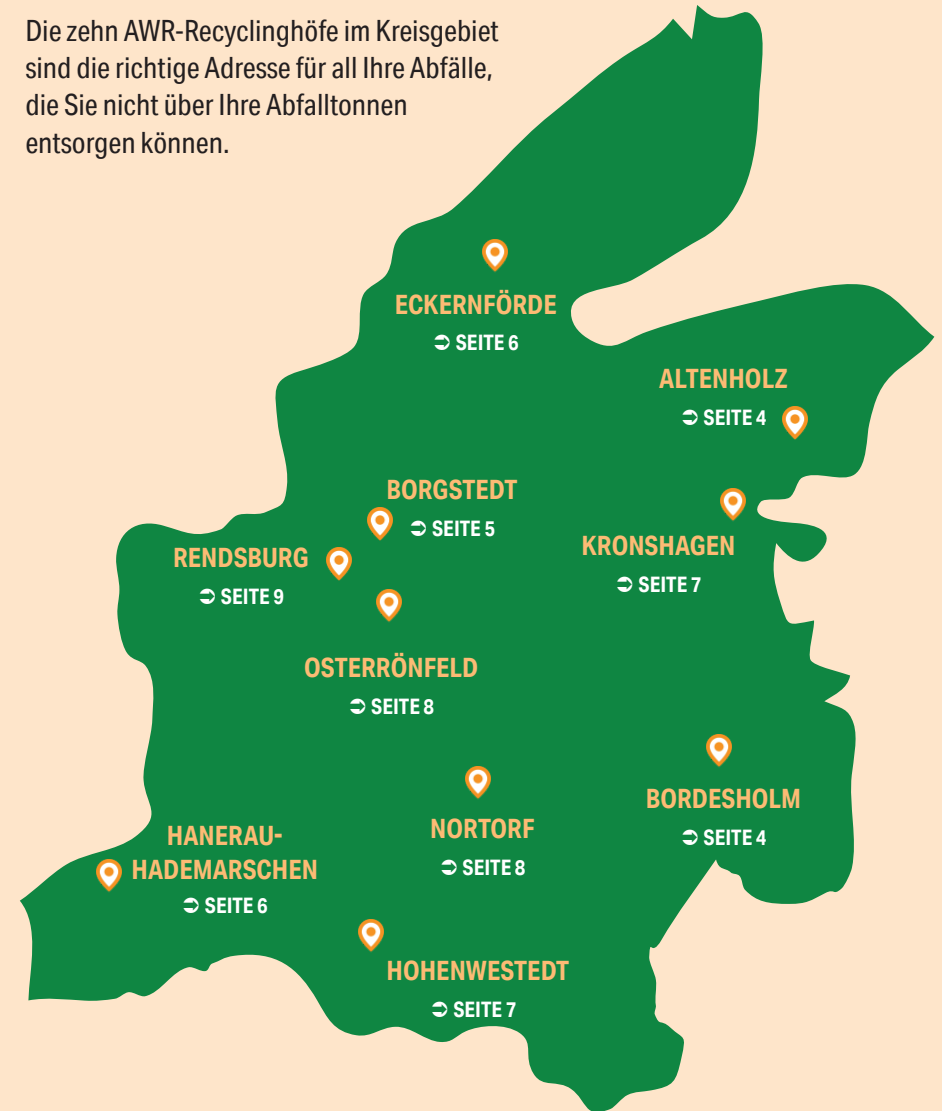 Die zehn AWR-Recyclinghöfe im Kreisgebiet
sind die richtige Adresse für all Ihre Abfälle,
die Sie nicht über Ihre Abfalltonnen
entsorgen können.
ECKERNFÖRDE
➲ SEITE 6
ALTENHOLZ
➲ SEITE 4
BORGSTEDT
➲ SEITE 5
KRONSHAGEN
➲ SEITE 7
RENDSBURG
➲ SEITE 9
OSTERRÖNFELD
➲ SEITE 8
BORDESHOLM
➲ SEITE 4
NORTORF
➲ SEITE 8
HANERAU-
HADEMARSCHEN
➲ SEITE 6
HOHENWESTEDT
➲ SEITE 7